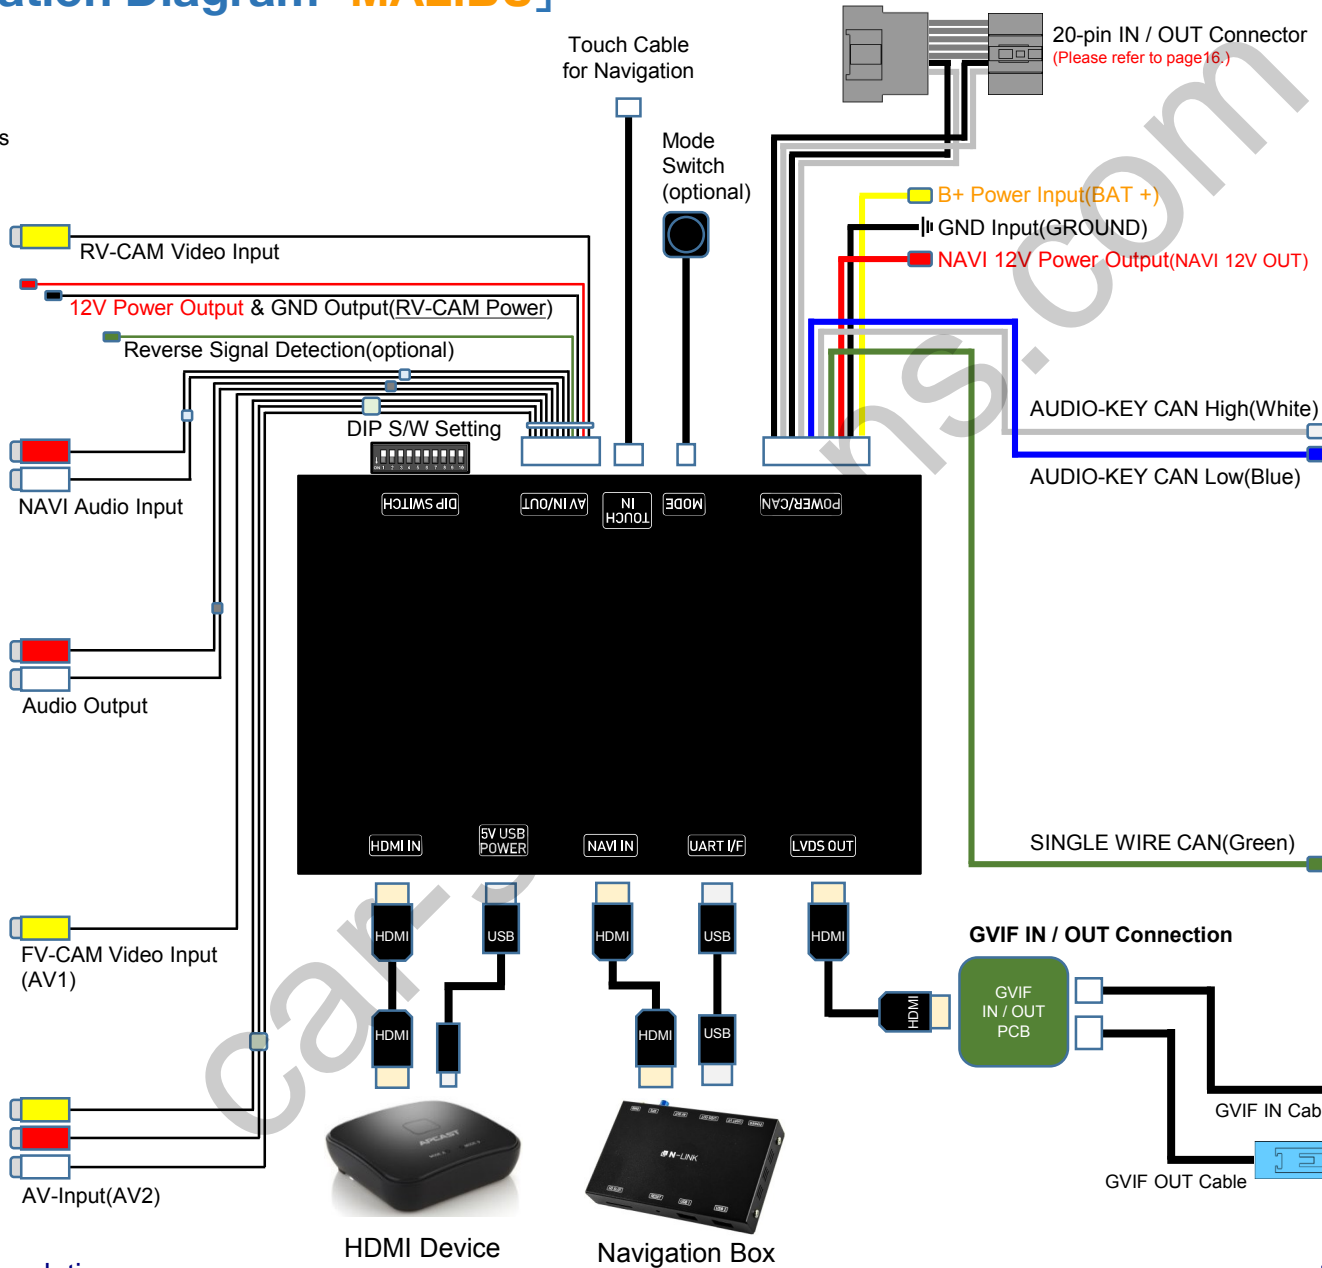 ation Diagram - MALIBU]
20-pin IN / OUT Connector
(Please refer to page16.)
Touch Cable
for Navigation
s
Mode
Switch
(optional)
B+ Power Input(BAT +)
GND Input(GROUND)
NAVI 12V Power Output(NAVI 12V OUT)
RV-CAM Video Input
12V Power Output & GND Output(RV-CAM Power)
Reverse Signal Detection(optional)
AUDIO-KEY CAN High(White)
DIP S/W Setting
AUDIO-KEY CAN Low(Blue)
NAVI Audio Input
DIP SWITCH
AV IN/OUT
TOUCH
IN
MODE
POWER/CAN
Audio Output
HDMI IN
5V USB
POWER
NAVI IN
UART I/F
LVDS OUT
SINGLE WIRE CAN(Green)
HDMI
USB
HDMI
USB
HDMI
GVIF IN / OUT Connection
FV-CAM Video Input
(AV1)
GVIF
IN / OUT
PCB
HDMI
HDMI
HDMI
USB
GVIF IN Cab
GVIF OUT Cable
APCAST
N-LINK
AV-Input(AV2)
HDMI Device
Navigation Box
car-s
ns.com